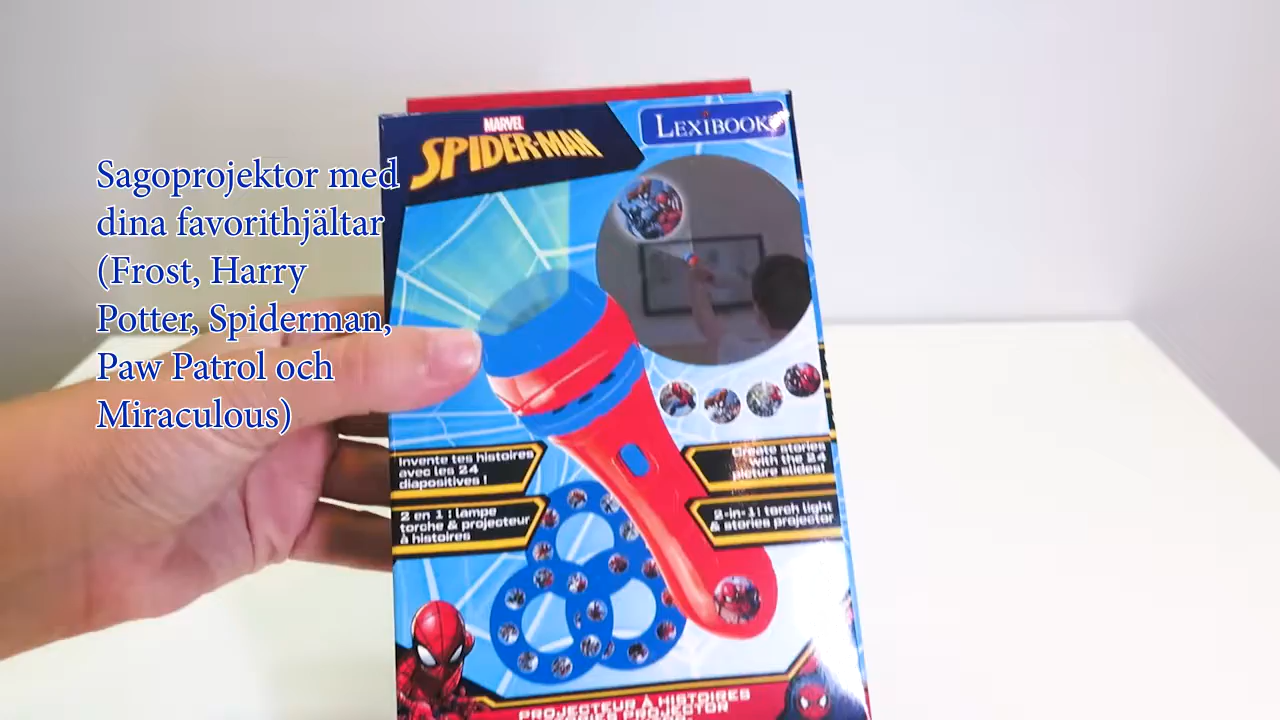 MARVEL
SPIDER-MAN
LEXIBOOK
Sagoprojektor med
dina favorithjältar
(Frost, Harry
Potter, Spiderman,
Paw Patrol och
Miraculous)
Invente tes histoires
avec les 24
diapositives !
Create stories
with the 24
picture slides!
2 en 1 : lampe
torche & projecteur
à histoires
2-in-1: torch light
& stories projector
PROJECTEUR À HISTOIRES
STORIES PROJECTOR